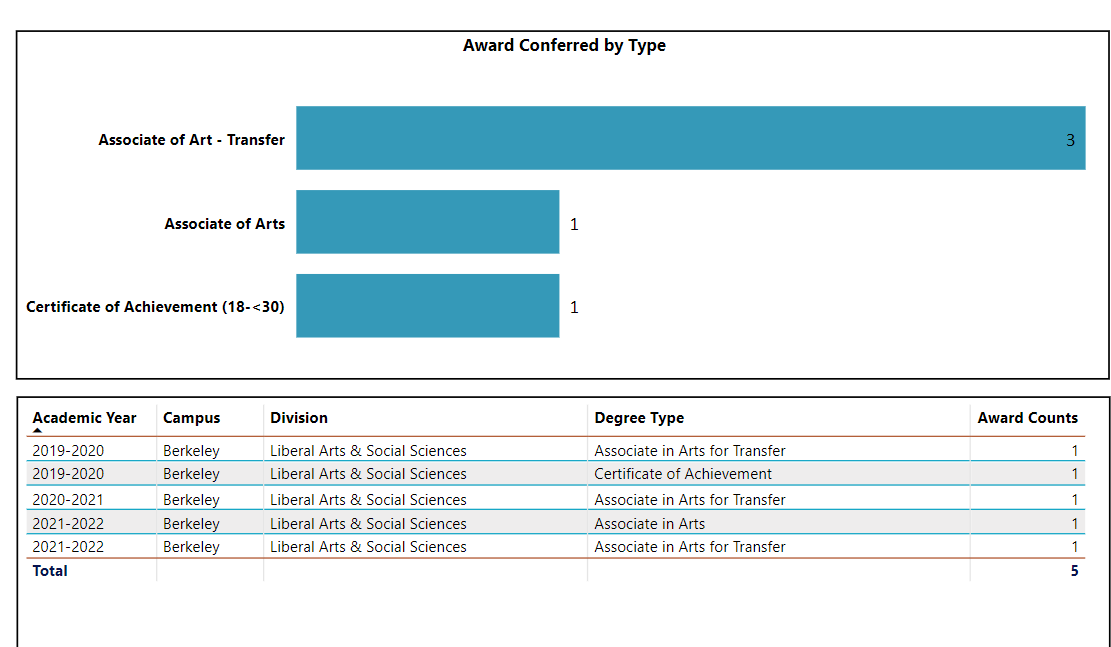 Award Conferred by Type
Associate of Art - Transfer 3
Associate of Arts 1
Certificate of Achievement (18-<30) 1
Academic Year Campus Division Degree Type Award Counts
2019-2020 Berkeley Liberal Arts & Social Sciences Associate in Arts for Transfer 1
2019-2020 Berkeley Liberal Arts & Social Sciences Certificate of Achievement 1
2020-2021 Berkeley Liberal Arts & Social Sciences Associate in Arts for Transfer 1
2021-2022 Berkeley Liberal Arts & Social Sciences Associate in Arts 1
2021-2022 Berkeley Liberal Arts & Social Sciences Associate in Arts for Transfer 1
Total 5